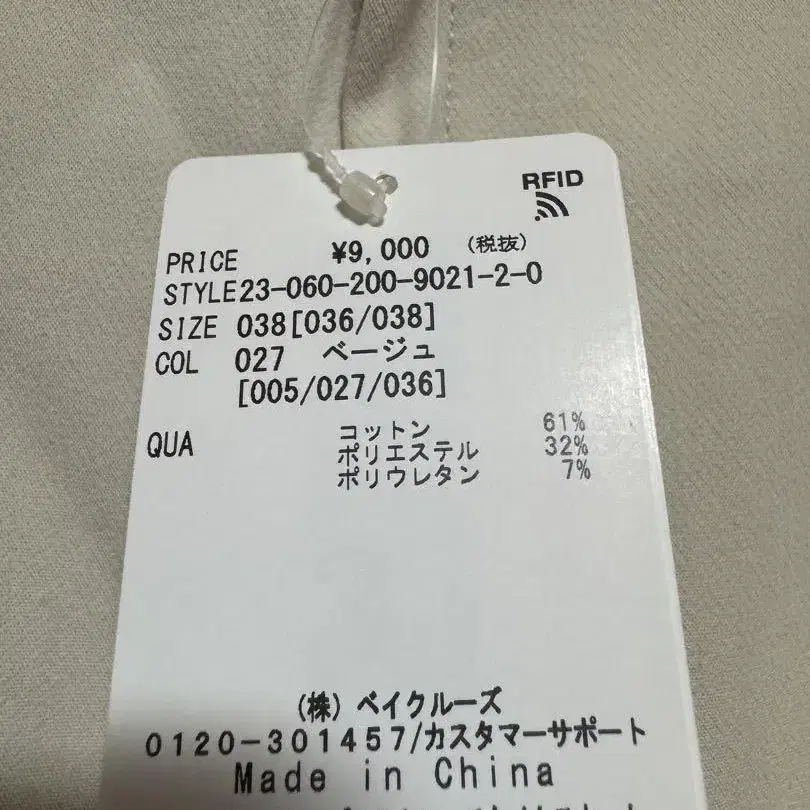 RFID
PRICE ¥9,000 (税抜)
STYLE23-060-200-9021-2-0
SIZE 038[036/038]
COL 027 ベージュ
[005/027/036]
QUA コットン 61%
ポリエステル 32%
ポリウレタン 7%
(株)ベイクルーズ
0120-301457/カスタマーサポート
Made in China